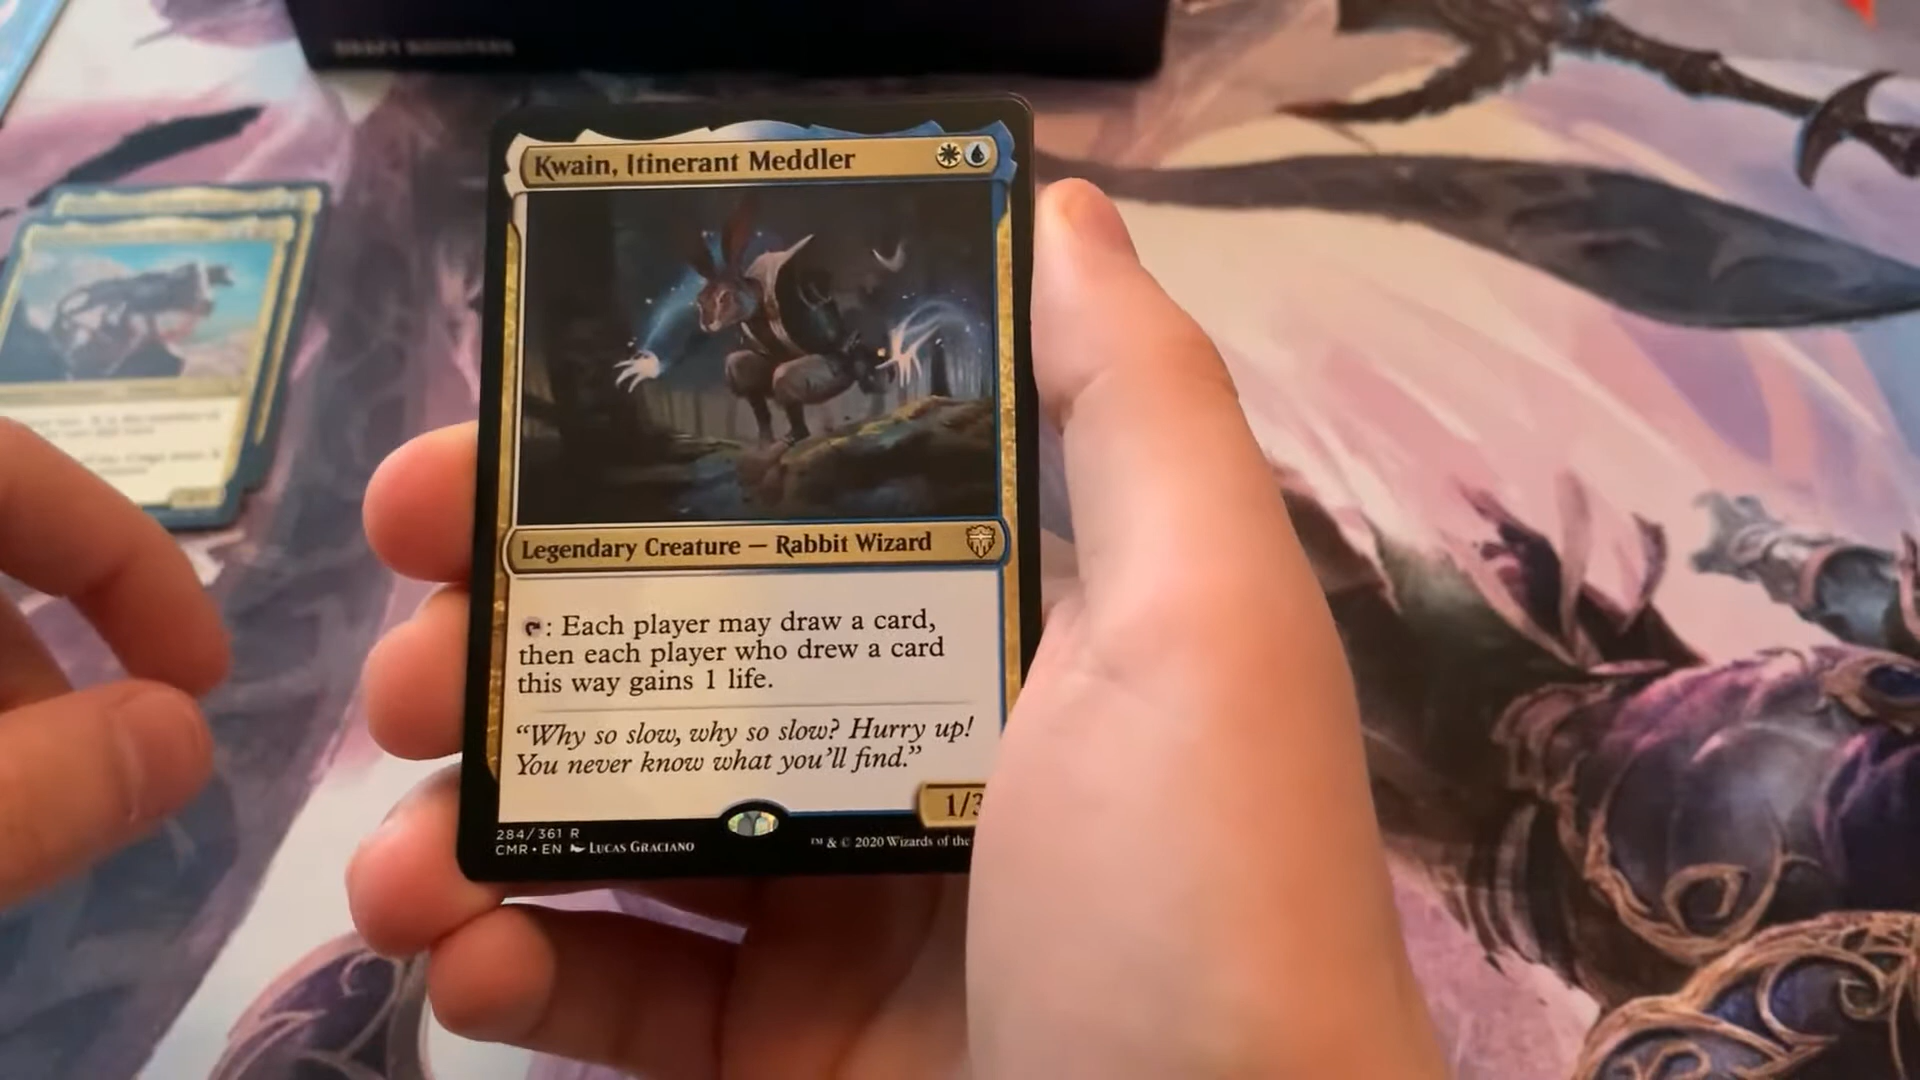 DRAFT BOOSTERS
Kwain, Itinerant Meddler
Legendary Creature — Rabbit Wizard
: Each player may draw a card,
then each player who drew a card
this way gains 1 life.
“Why so slow, why so slow? Hurry up!
You never know what you’ll find.”
1/3
284/361 R
CMR • EN LUCAS GRACIANO
™ & © 2020 Wizards of the